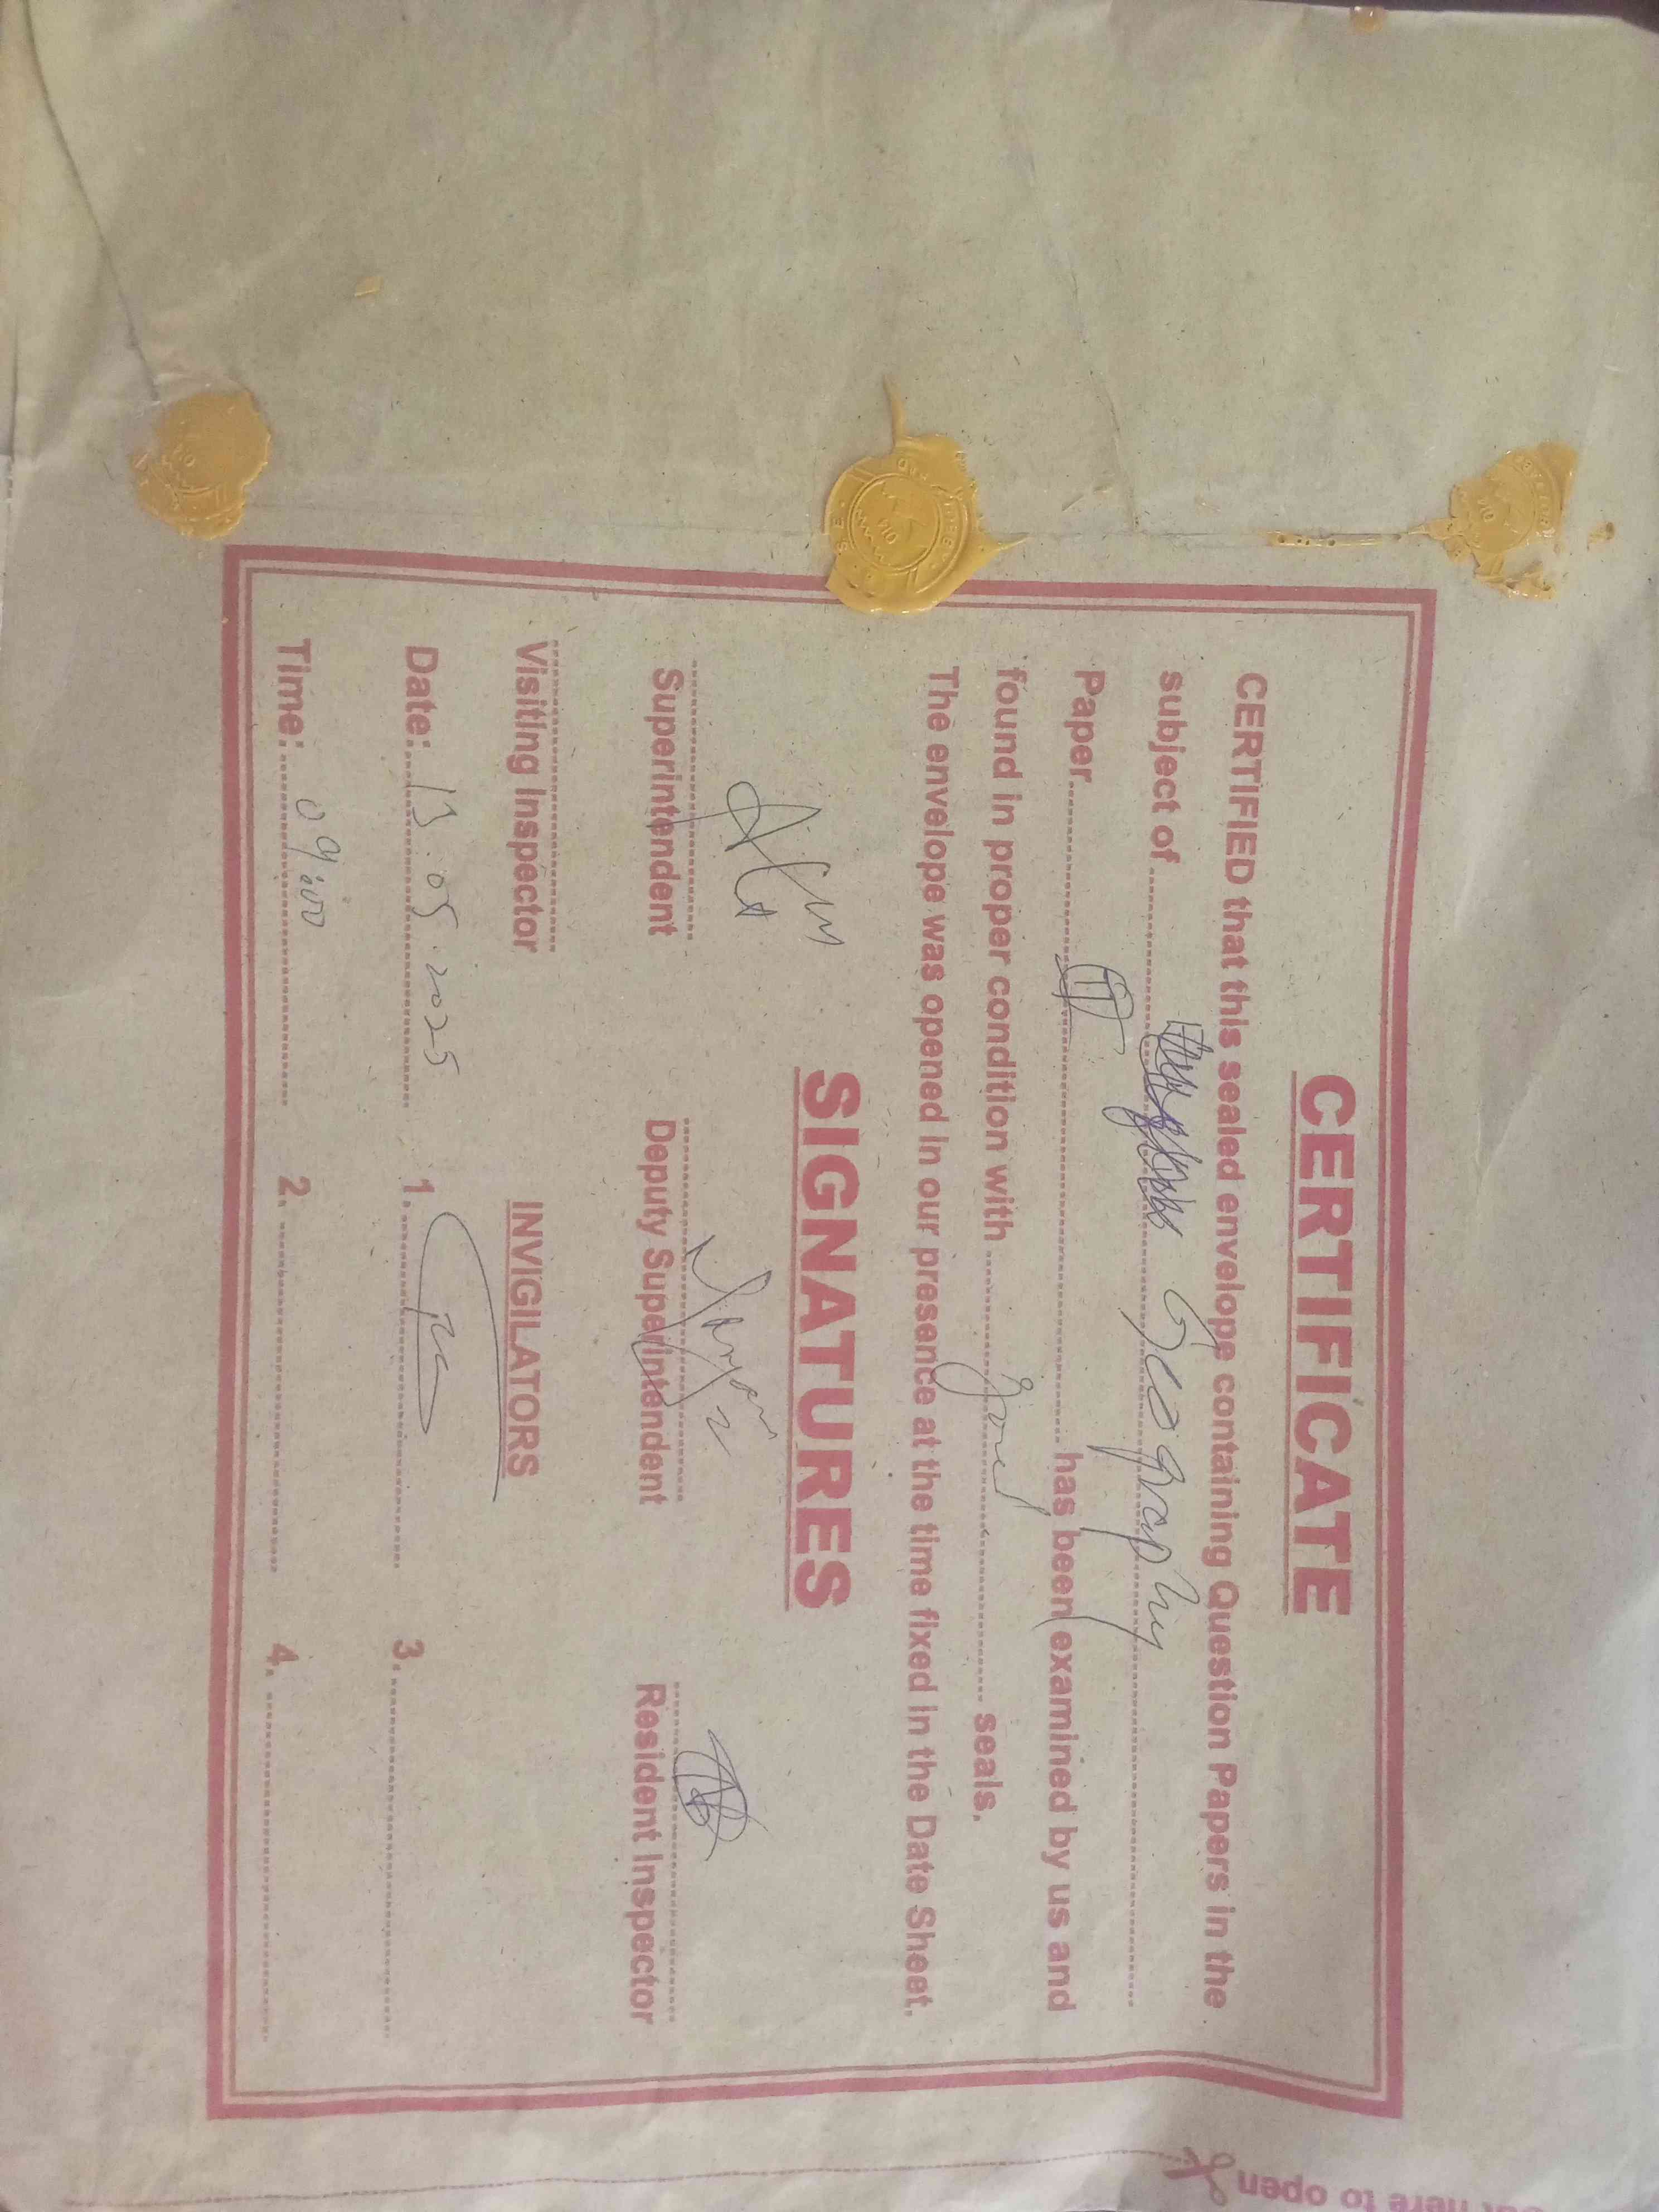 CERTIFICATE
CERTIFIED that this sealed envelope containing Question Papers in the
subject of Geography
Paper has been examined by us and
found in proper condition with good seals.
The envelope was opened in our presence at the time fixed in the Date Sheet.
SIGNATURES
Superintendent Deputy Superintendent Resident Inspector
Visiting Inspector INVIGILATORS
Date: 13.05.2025 1. 3.
Time: 09:00 2. 4.
here to open